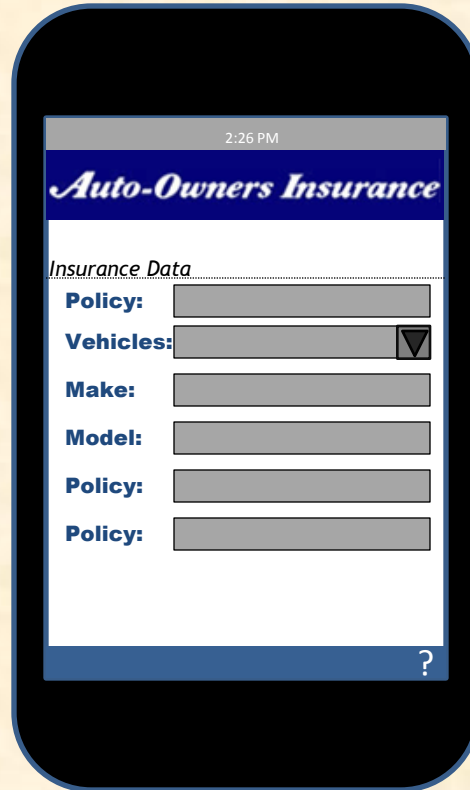 2:26 PM
Auto-Owners Insurance
Insurance Data
Policy:
Vehicles:
Make:
Model:
Policy:
Policy:
?